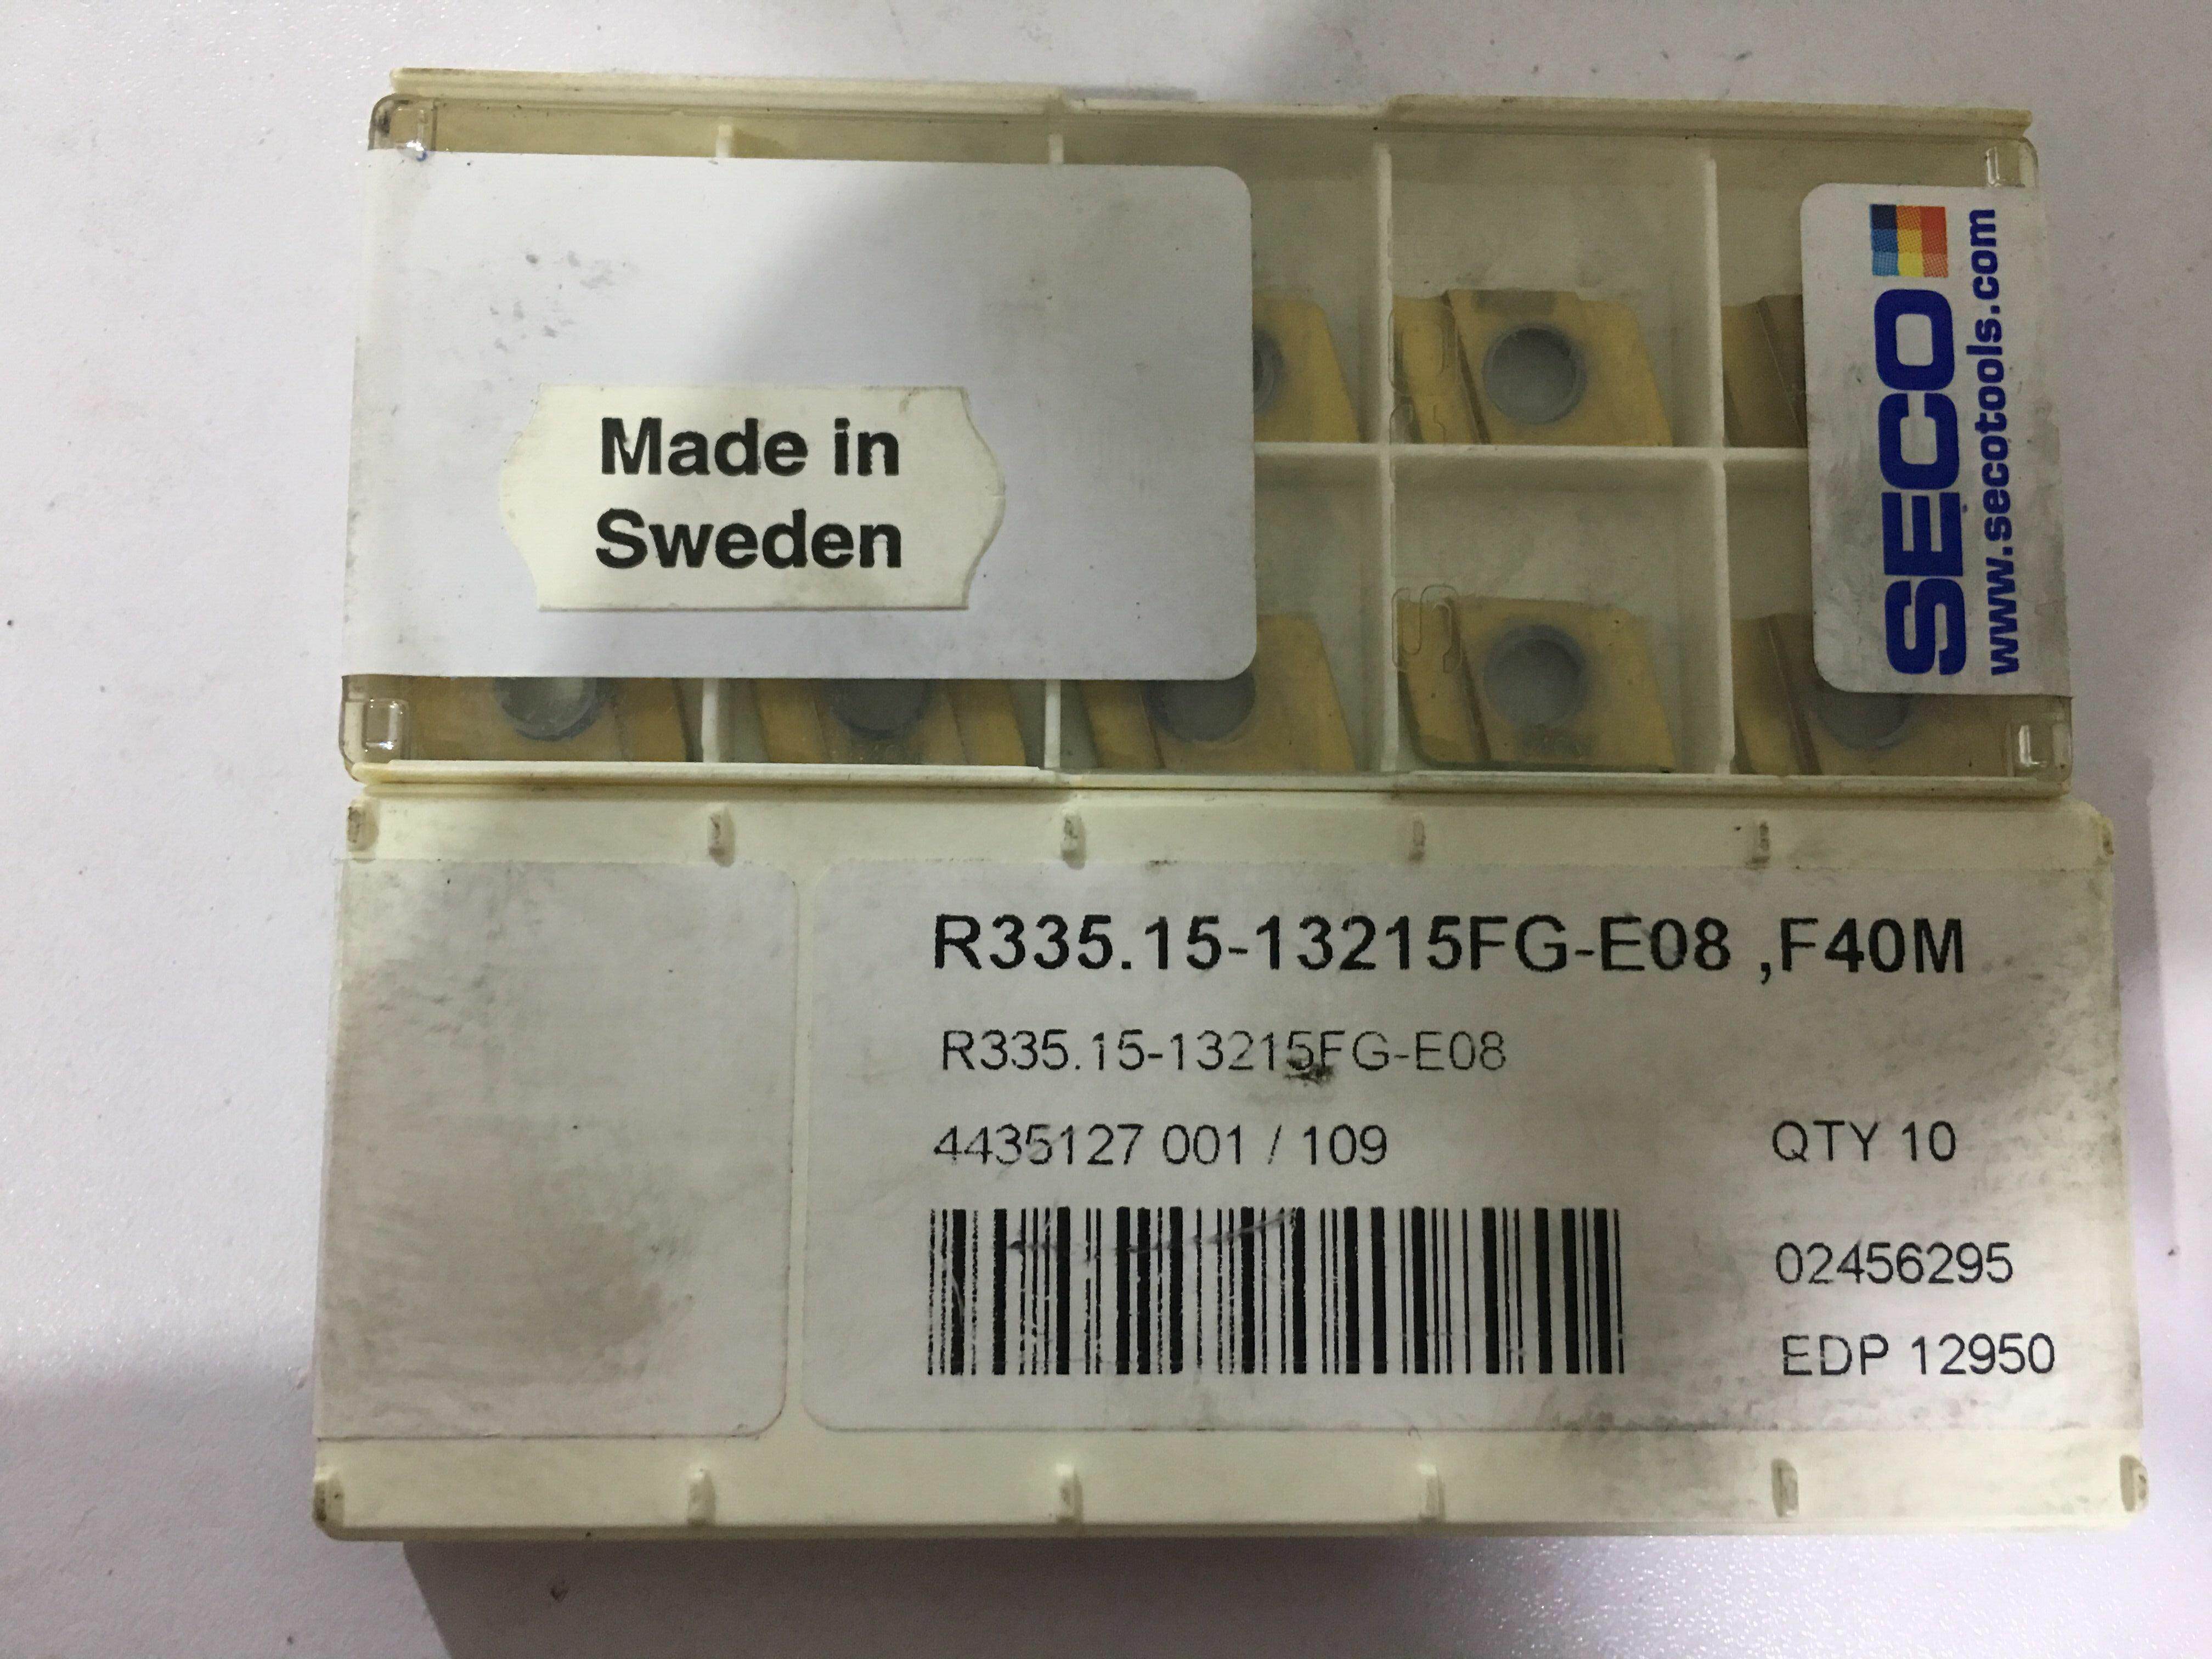 Made in
Sweden
SECO
www.secotools.com
R335.15-13215FG-E08 ,F40M
R335.15-13215FG-E08
4435127 001 / 109
QTY 10
02456295
EDP 12950